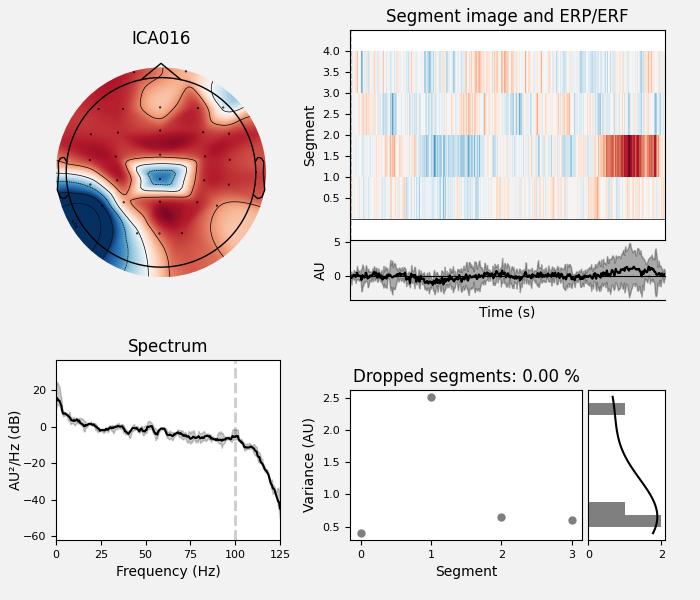 ICA016
Segment image and ERP/ERF
Segment
4.0
3.5
3.0
2.5
2.0
1.5
1.0
0.5
AU
5
0
Time (s)
Spectrum
AU²/Hz (dB)
20
0
−20
−40
−60
0 25 50 75 100 125
Frequency (Hz)
Dropped segments: 0.00 %
Variance (AU)
2.5
2.0
1.5
1.0
0.5
0 1 2 3
Segment
0 2